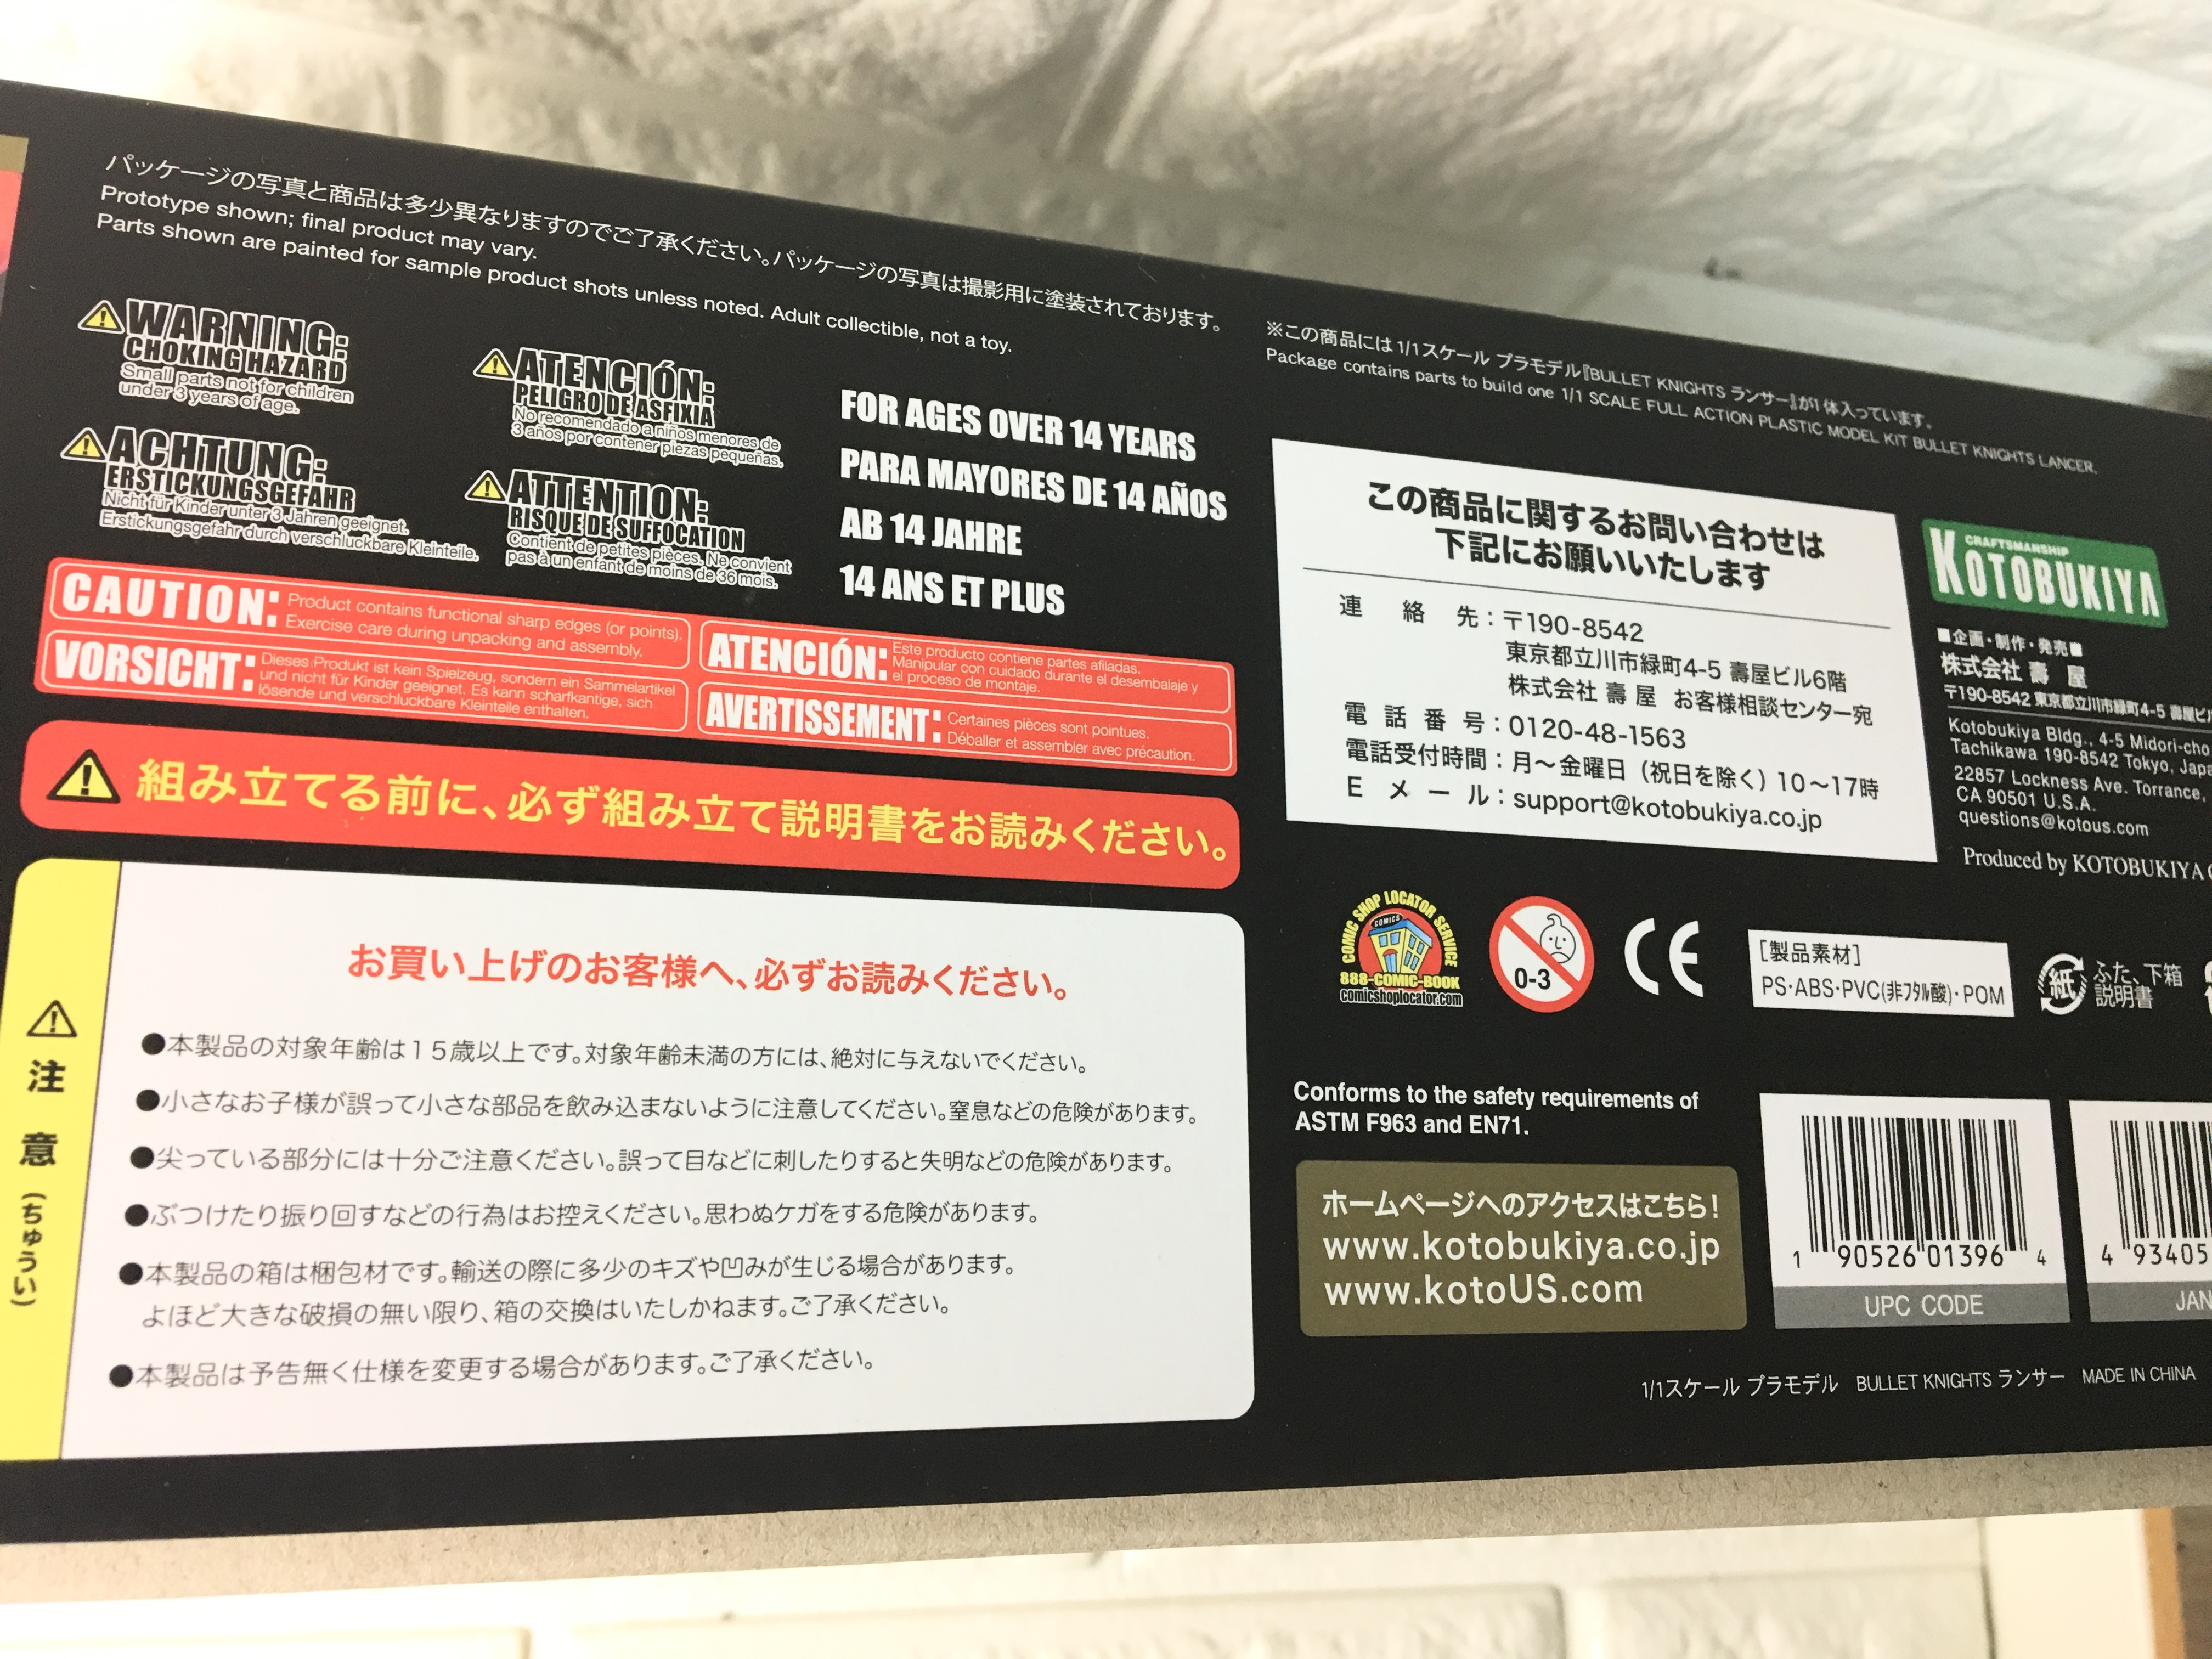 パッケージの写真と商品は多少異なりますのでご了承ください。パッケージの写真は撮影用に塗装されております。
Prototype shown; final product may vary.
Parts shown are painted for sample product shots unless noted. Adult collectible, not a toy.
WARNING:
CHOKING HAZARD
Small parts not for children
under 3 years of age.
ATENCIÓN:
PELIGRO DE ASFIXIA
No recomendado a niños menores de
3 años por contener piezas pequeñas.
ACHTUNG:
ERSTICKUNGSGEFAHR
Nicht für Kinder unter 3 Jahren geeignet.
Erstickungsgefahr durch verschluckbare Kleinteile.
ATTENTION:
RISQUE DE SUFFOCATION
Contient de petites pièces. Ne convient
pas à un enfant de moins de 36 mois.
FOR AGES OVER 14 YEARS
PARA MAYORES DE 14 AÑOS
AB 14 JAHRE
14 ANS ET PLUS
CAUTION:
Product contains functional sharp edges (or points).
Exercise care during unpacking and assembly.
ATENCIÓN:
Este producto contiene partes afiladas.
Manipular con cuidado durante el desembalaje y
el proceso de montaje.
VORSICHT:
Dieses Produkt ist kein Spielzeug, sondern ein Sammelartikel
und nicht für Kinder geeignet. Es kann scharfkantige, sich
lösende und verschluckbare Kleinteile enthalten.
AVERTISSEMENT:
Certaines pièces sont pointues.
Déballer et assembler avec précaution.
組み立てる前に、必ず組み立て説明書をお読みください。
注意(ちゅうい)
お買い上げのお客様へ、必ずお読みください。
●本製品の対象年齢は15歳以上です。対象年齢未満の方には、絶対に与えないでください。
●小さなお子様が誤って小さな部品を飲み込まないように注意してください。窒息などの危険があります。
●尖っている部分には十分ご注意ください。誤って目などに刺したりすると失明などの危険があります。
●ぶつけたり振り回すなどの行為はお控えください。思わぬケガをする危険があります。
●本製品の箱は梱包材です。輸送の際に多少のキズや凹みが生じる場合があります。
よほど大きな破損の無い限り、箱の交換はいたしかねます。ご了承ください。
●本製品は予告無く仕様を変更する場合があります。ご了承ください。
※この商品には1/1スケール プラモデル『BULLET KNIGHTS ランサー』が1体入っています。
Package contains parts to build one 1/1 SCALE FULL ACTION PLASTIC MODEL KIT BULLET KNIGHTS LANCER.
この商品に関するお問い合わせは
下記にお願いいたします
連絡先:〒190-8542
東京都立川市緑町4-5 壽屋ビル6階
株式会社 壽 屋 お客様相談センター宛
電話番号:0120-48-1563
電話受付時間:月〜金曜日(祝日を除く)10〜17時
Eメール:support@kotobukiya.co.jp
CRAFTSMANSHIP
KOTOBUKIYA
■企画・制作・発売■
株式会社 壽 屋
〒190-8542 東京都立川市緑町4-5 壽屋ビ
Kotobukiya Bldg., 4-5 Midori-cho
Tachikawa 190-8542 Tokyo, Japa
22857 Lockness Ave. Torrance,
CA 90501 U.S.A.
questions@kotous.com
Produced by KOTOBUKIYA
COMIC SHOP LOCATOR SERVICE
COMICS
888-COMIC-BOOK
comicshoplocator.com
0-3
CE
[製品素材]
PS・ABS・PVC(非フタル酸)・POM
紙
ふた、下箱
説明書
Conforms to the safety requirements of
ASTM F963 and EN71.
ホームページへのアクセスはこちら!
www.kotobukiya.co.jp
www.kotoUS.com
1 90526 01396 4
UPC CODE
4 93405
JAN
1/1スケール プラモデル BULLET KNIGHTS ランサー MADE IN CHINA